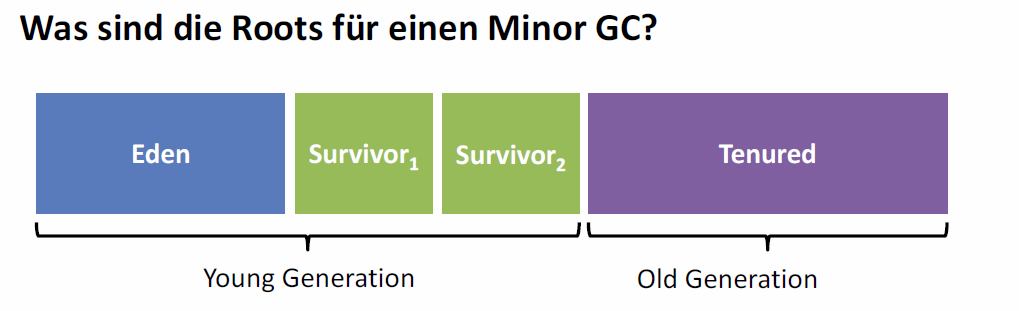 Was sind die Roots für einen Minor GC?
Eden Survivor₁ Survivor₂ Tenured
Young Generation Old Generation